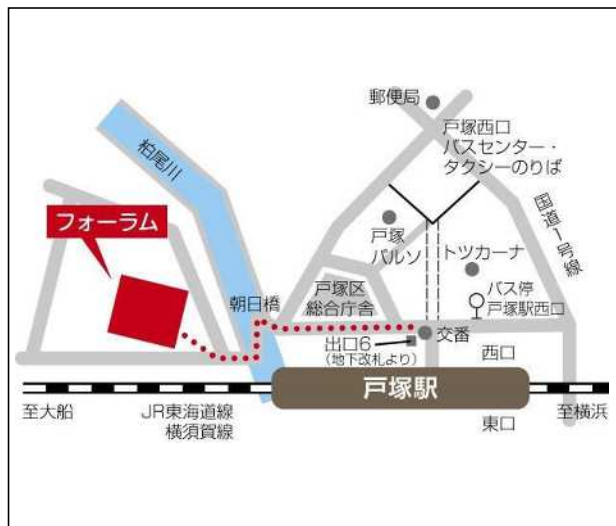 郵便局
戸塚西口
バスセンター・
タクシーのりば
柏尾川
国道1号線
フォーラム
戸塚
パルソ
トツカーナ
バス停
戸塚駅西口
戸塚区
総合庁舎
朝日橋
交番
出口6
(地下改札より)
西口
戸塚駅
至大船
JR東海道線
横須賀線
至横浜
東口